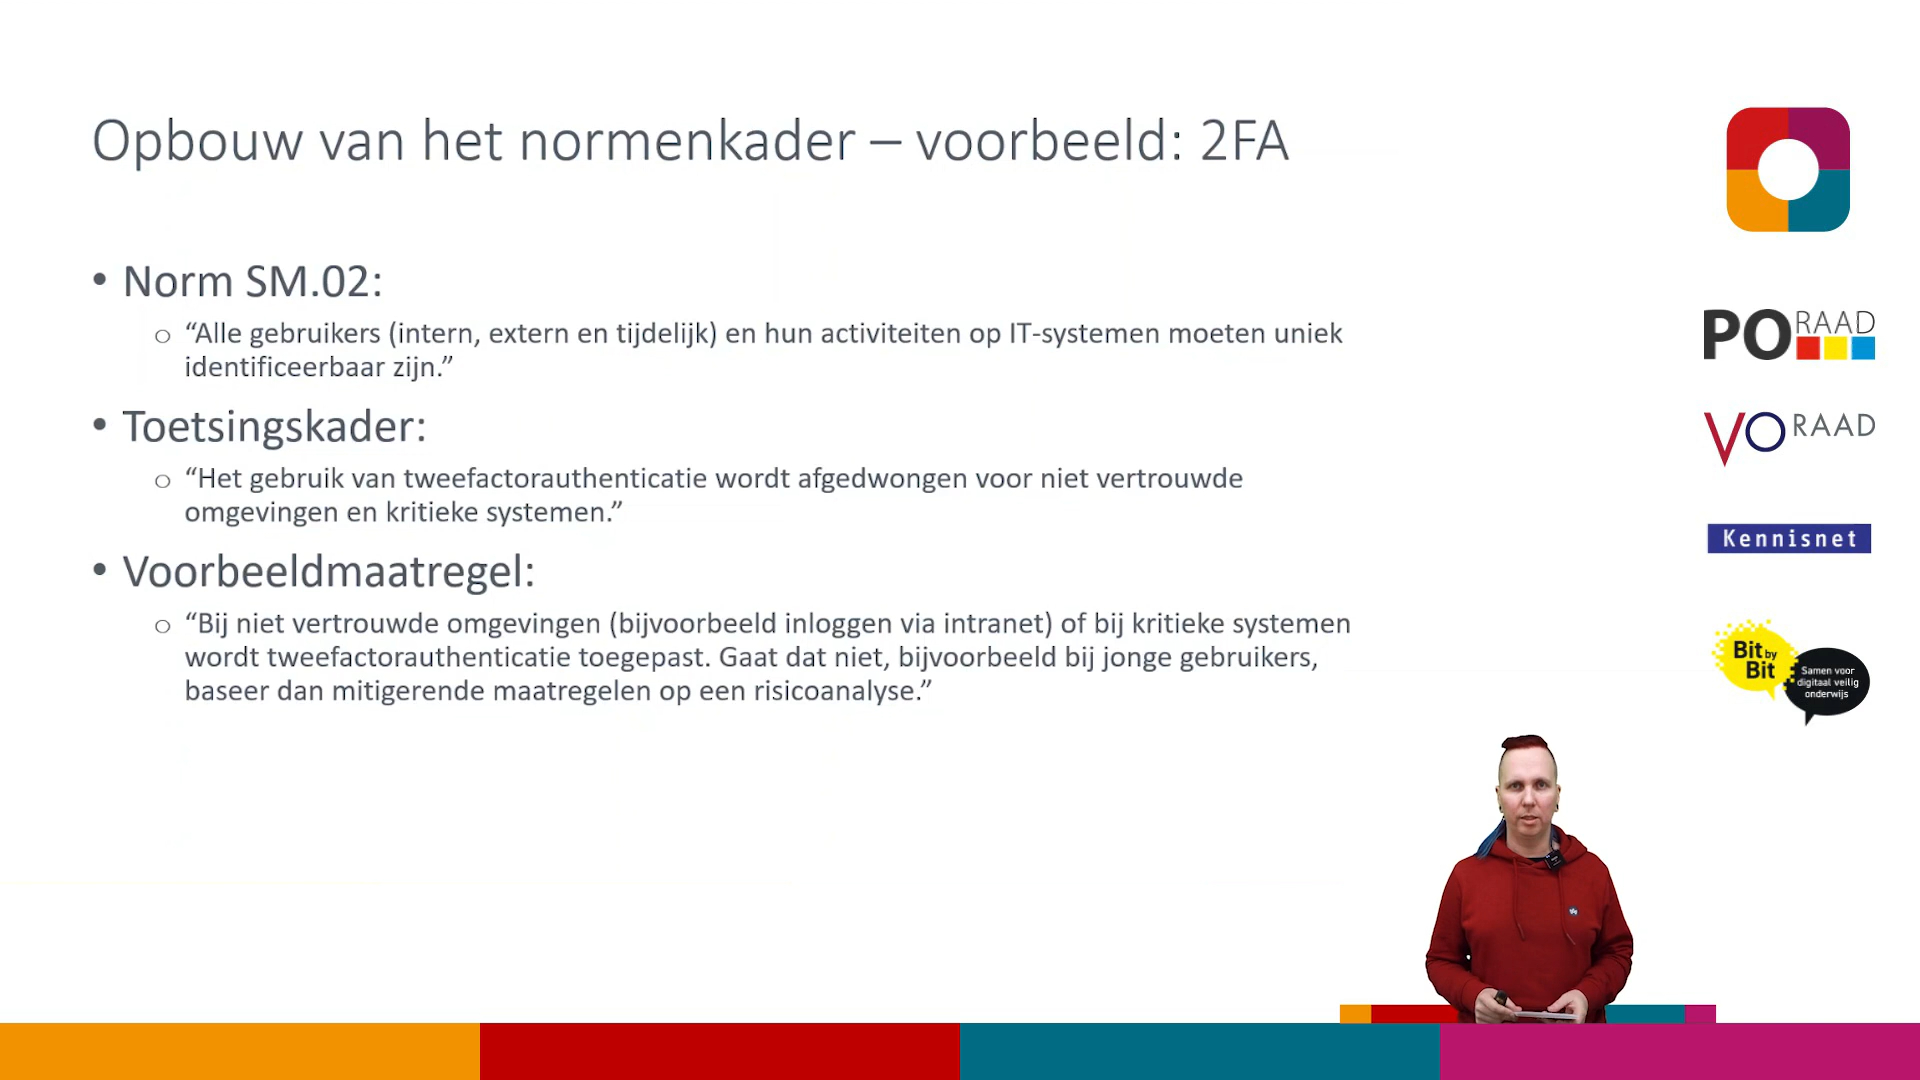 Opbouw van het normenkader – voorbeeld: 2FA
• Norm SM.02:
o “Alle gebruikers (intern, extern en tijdelijk) en hun activiteiten op IT-systemen moeten uniek
identificeerbaar zijn.”
• Toetsingskader:
o “Het gebruik van tweefactorauthenticatie wordt afgedwongen voor niet vertrouwde
omgevingen en kritieke systemen.”
• Voorbeeldmaatregel:
o “Bij niet vertrouwde omgevingen (bijvoorbeeld inloggen via intranet) of bij kritieke systemen
wordt tweefactorauthenticatie toegepast. Gaat dat niet, bijvoorbeeld bij jonge gebruikers,
baseer dan mitigerende maatregelen op een risicoanalyse.”
PO RAAD
VO RAAD
Kennisnet
Bit by
Bit
Samen voor
digitaal veilig
onderwijs